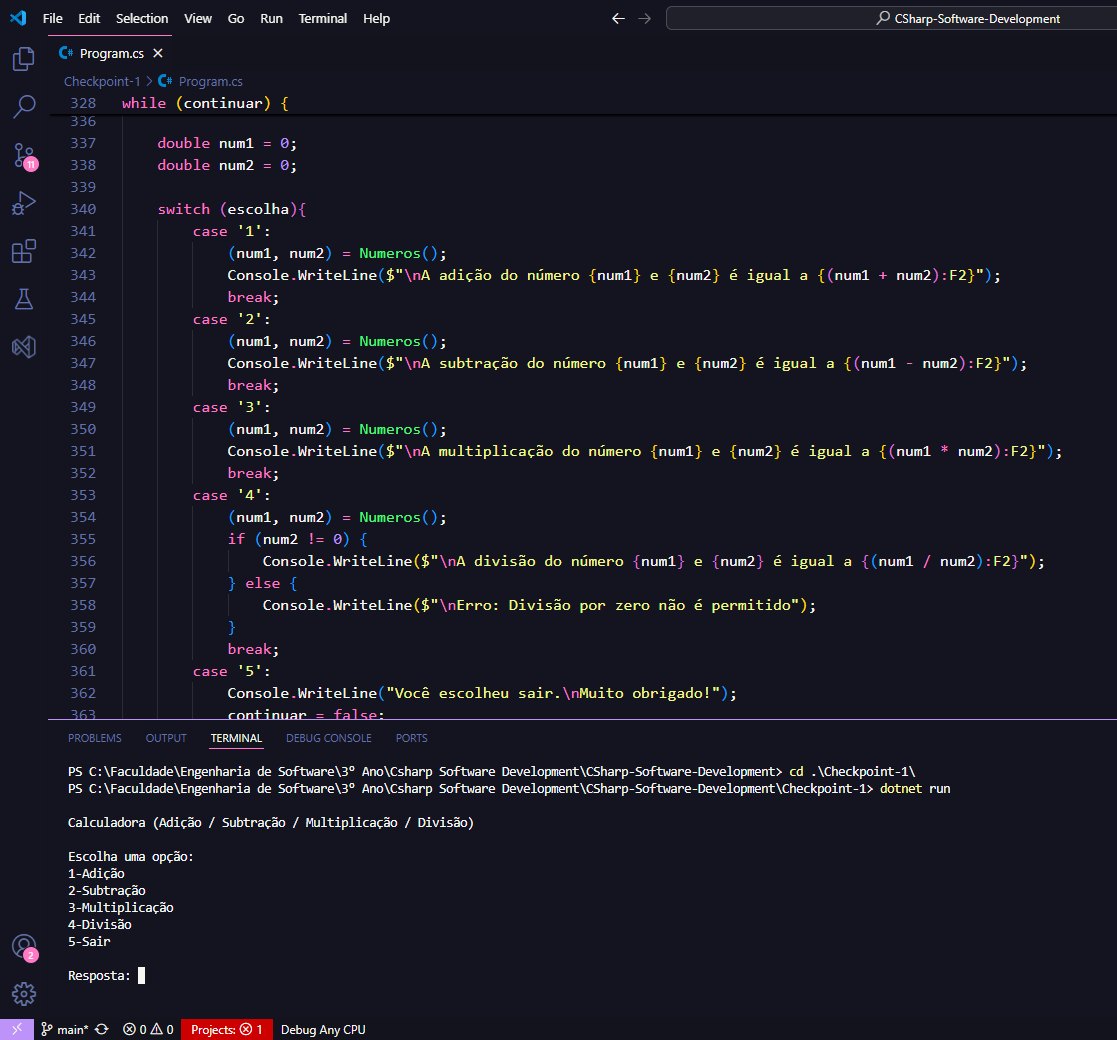 File Edit Selection View Go Run Terminal Help CSharp-Software-Development
C# Program.cs
Checkpoint-1 > C# Program.cs
328 while (continuar) {
336
337 double num1 = 0;
338 double num2 = 0;
339
340 switch (escolha){
341 case '1':
342 (num1, num2) = Numeros();
343 Console.WriteLine($"\nA adição do número {num1} e {num2} é igual a {(num1 + num2):F2}");
344 break;
345 case '2':
346 (num1, num2) = Numeros();
347 Console.WriteLine($"\nA subtração do número {num1} e {num2} é igual a {(num1 - num2):F2}");
348 break;
349 case '3':
350 (num1, num2) = Numeros();
351 Console.WriteLine($"\nA multiplicação do número {num1} e {num2} é igual a {(num1 * num2):F2}");
352 break;
353 case '4':
354 (num1, num2) = Numeros();
355 if (num2 != 0) {
356 Console.WriteLine($"\nA divisão do número {num1} e {num2} é igual a {(num1 / num2):F2}");
357 } else {
358 Console.WriteLine($"\nErro: Divisão por zero não é permitido");
359 }
360 break;
361 case '5':
362 Console.WriteLine("Você escolheu sair.\nMuito obrigado!");
363 continuar = false;
11
PROBLEMS OUTPUT TERMINAL DEBUG CONSOLE PORTS
PS C:\Faculdade\Engenharia de Software\3º Ano\Csharp Software Development\CSharp-Software-Development> cd .\Checkpoint-1\
PS C:\Faculdade\Engenharia de Software\3º Ano\Csharp Software Development\CSharp-Software-Development\Checkpoint-1> dotnet run
Calculadora (Adição / Subtração / Multiplicação / Divisão)
Escolha uma opção:
1-Adição
2-Subtração
3-Multiplicação
4-Divisão
5-Sair
Resposta:
2
main* 0 0 Projects: 1 Debug Any CPU